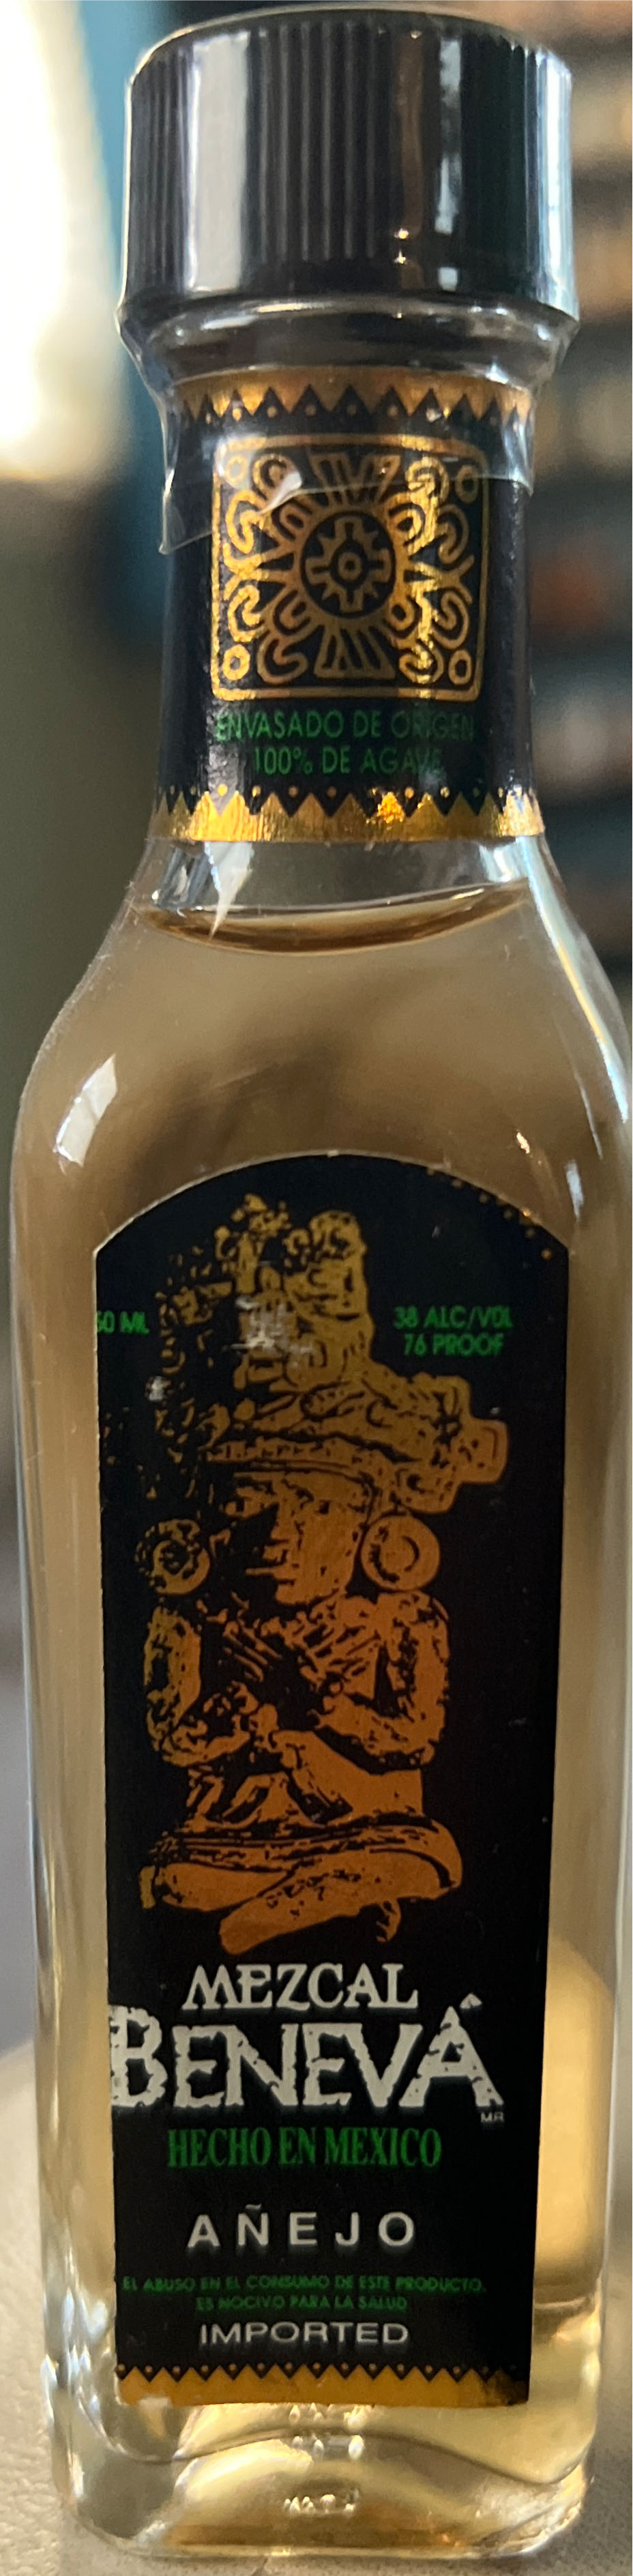 ENVASADO DE ORIGEN
100% DE AGAVE
50 ML
38 ALC/VOL
76 PROOF
MEZCAL
BENEVÁ
MR
HECHO EN MEXICO
AÑEJO
EL ABUSO EN EL CONSUMO DE ESTE PRODUCTO.
ES NOCIVO PARA LA SALUD
IMPORTED